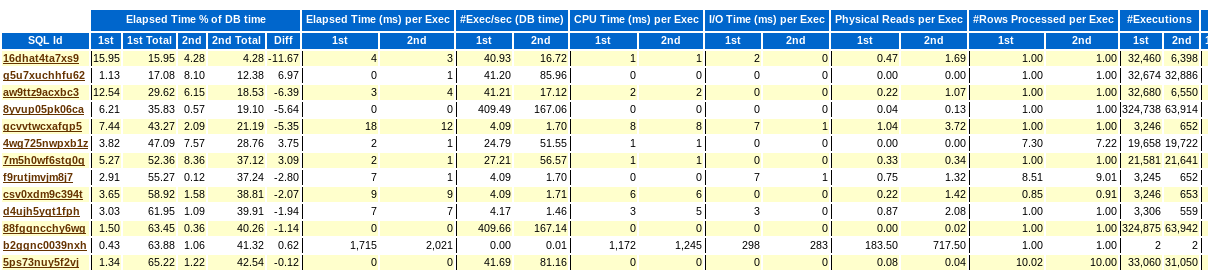 Elapsed Time % of DB time Elapsed Time (ms) per Exec #Exec/sec (DB time) CPU Time (ms) per Exec I/O Time (ms) per Exec Physical Reads per Exec #Rows Processed per Exec #Executions
SQL Id 1st 1st Total 2nd 2nd Total Diff 1st 2nd 1st 2nd 1st 2nd 1st 2nd 1st 2nd 1st 2nd 1st 2nd 1
16dhat4ta7xs9 15.95 15.95 4.28 4.28 -11.67 4 3 40.93 16.72 1 1 2 0 0.47 1.69 1.00 1.00 32,460 6,398
g5u7xuchhfu62 1.13 17.08 8.10 12.38 6.97 0 1 41.20 85.96 0 0 0 0 0.00 0.00 1.00 1.00 32,674 32,886
aw9ttz9acxbc3 12.54 29.62 6.15 18.53 -6.39 3 4 41.21 17.12 2 2 0 0 0.22 1.07 1.00 1.00 32,680 6,550
8yvup05pk06ca 6.21 35.83 0.57 19.10 -5.64 0 0 409.49 167.06 0 0 0 0 0.04 0.13 1.00 1.00 324,738 63,914
gcvvtwcxafqp5 7.44 43.27 2.09 21.19 -5.35 18 12 4.09 1.70 8 8 7 1 1.04 3.72 1.00 1.00 3,246 652
4wg725nwpxb1z 3.82 47.09 7.57 28.76 3.75 2 1 24.79 51.55 1 1 0 0 0.00 0.00 7.30 7.22 19,658 19,722
7m5h0wf6stq0q 5.27 52.36 8.36 37.12 3.09 2 1 27.21 56.57 1 1 0 0 0.33 0.34 1.00 1.00 21,581 21,641
f9rutjmvjm8j7 2.91 55.27 0.12 37.24 -2.80 7 1 4.09 1.70 0 0 7 1 0.75 1.32 8.51 9.01 3,245 652
csv0xdm9c394t 3.65 58.92 1.58 38.81 -2.07 9 9 4.09 1.71 6 6 0 0 0.22 1.42 0.85 0.91 3,246 653
d4ujh5yqt1fph 3.03 61.95 1.09 39.91 -1.94 7 7 4.17 1.46 3 5 3 0 0.87 2.08 1.00 1.00 3,306 559
88fgqncchy6wg 1.50 63.45 0.36 40.26 -1.14 0 0 409.66 167.14 0 0 0 0 0.00 0.02 1.00 1.00 324,875 63,942
b2gqnc0039nxh 0.43 63.88 1.06 41.32 0.62 1,715 2,021 0.00 0.01 1,172 1,245 298 283 183.50 717.50 1.00 1.00 2 2
5ps73nuy5f2vj 1.34 65.22 1.22 42.54 -0.12 0 0 41.69 81.16 0 0 0 0 0.08 0.04 10.02 10.00 33,060 31,050